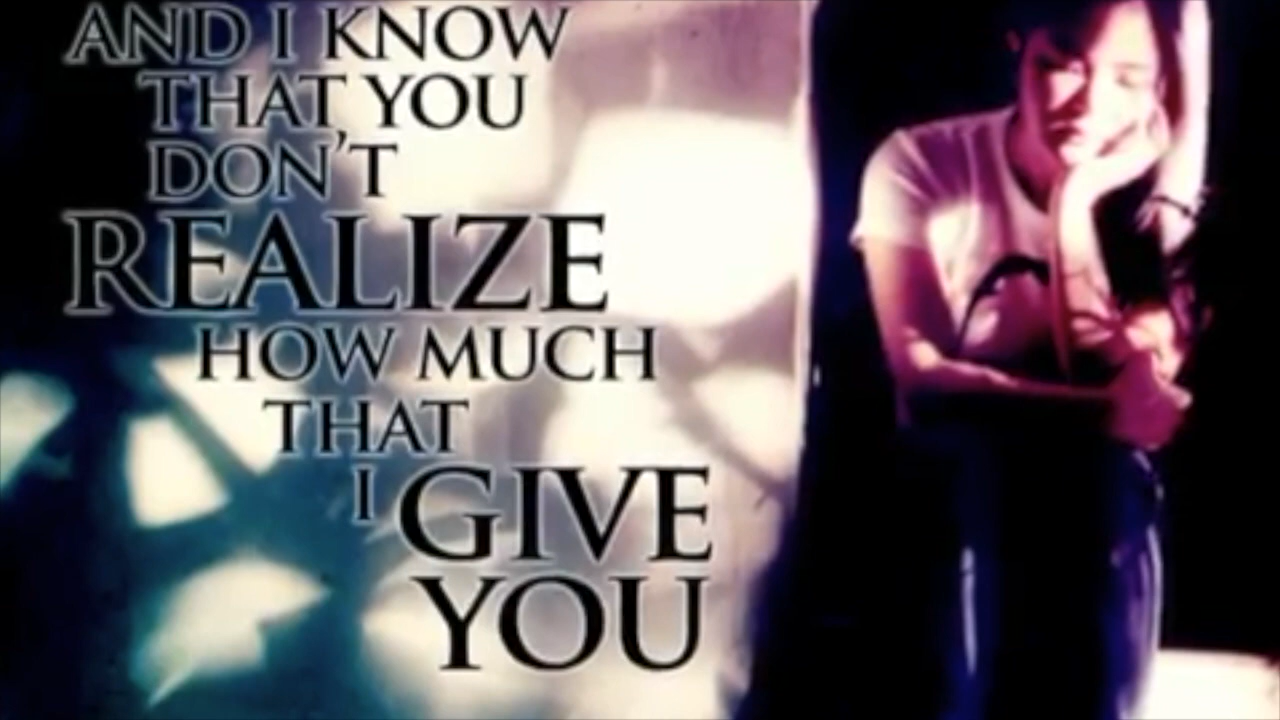 AND I KNOW
THAT YOU
DON'T
REALIZE
HOW MUCH
THAT
I GIVE
YOU